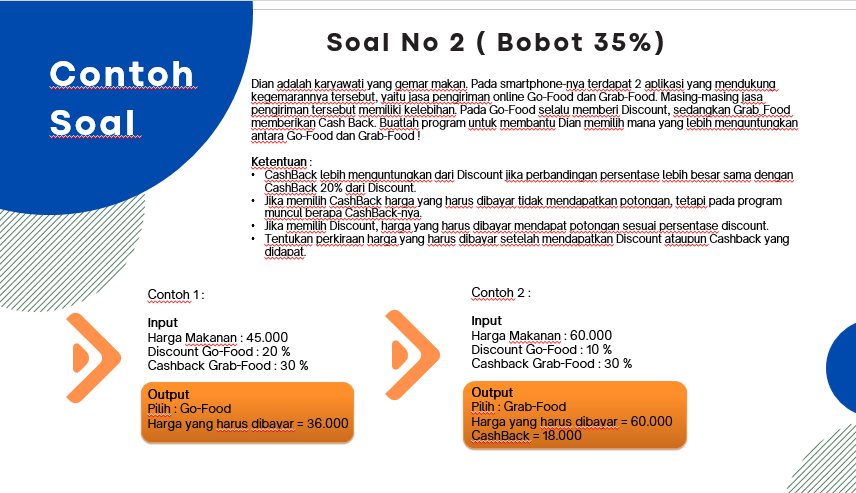 Contoh
Soal
Soal No 2 ( Bobot 35%)
Dian adalah karyawati yang gemar makan. Pada smartphone-nya terdapat 2 aplikasi yang mendukung
kegemarannya tersebut, yaitu jasa pengiriman online Go-Food dan Grab-Food. Masing-masing jasa
pengiriman tersebut memiliki kelebihan. Pada Go-Food selalu memberi Discount, sedangkan Grab_Food
memberikan Cash Back. Buatlah program untuk membantu Dian memilih mana yang lebih menguntungkan
antara Go-Food dan Grab-Food !
Ketentuan :
• CashBack lebih menguntungkan dari Discount jika perbandingan persentase lebih besar sama dengan
CashBack 20% dari Discount.
• Jika memilih CashBack harga yang harus dibayar tidak mendapatkan potongan, tetapi pada program
muncul berapa CashBack-nya.
• Jika memilih Discount, harga yang harus dibayar mendapat potongan sesuai persentase discount.
• Tentukan perkiraan harga yang harus dibayar setelah mendapatkan Discount ataupun Cashback yang
didapat.
Contoh 1 :
Input
Harga Makanan : 45.000
Discount Go-Food : 20 %
Cashback Grab-Food : 30 %
Output
Pilih : Go-Food
Harga yang harus dibayar = 36.000
Contoh 2 :
Input
Harga Makanan : 60.000
Discount Go-Food : 10 %
Cashback Grab-Food : 30 %
Output
Pilih : Grab-Food
Harga yang harus dibayar = 60.000
CashBack = 18.000